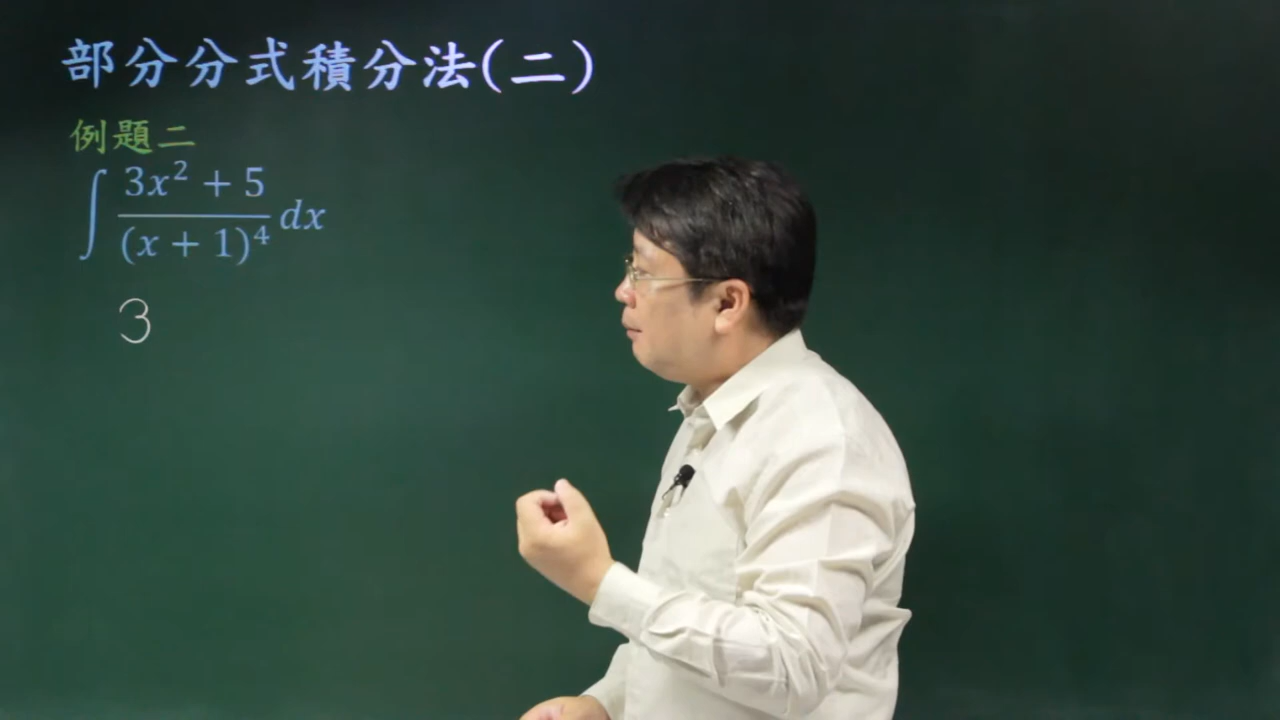 部分分式積分法(二)
例題二
∫ (3x² + 5)/(x + 1)⁴ dx
3